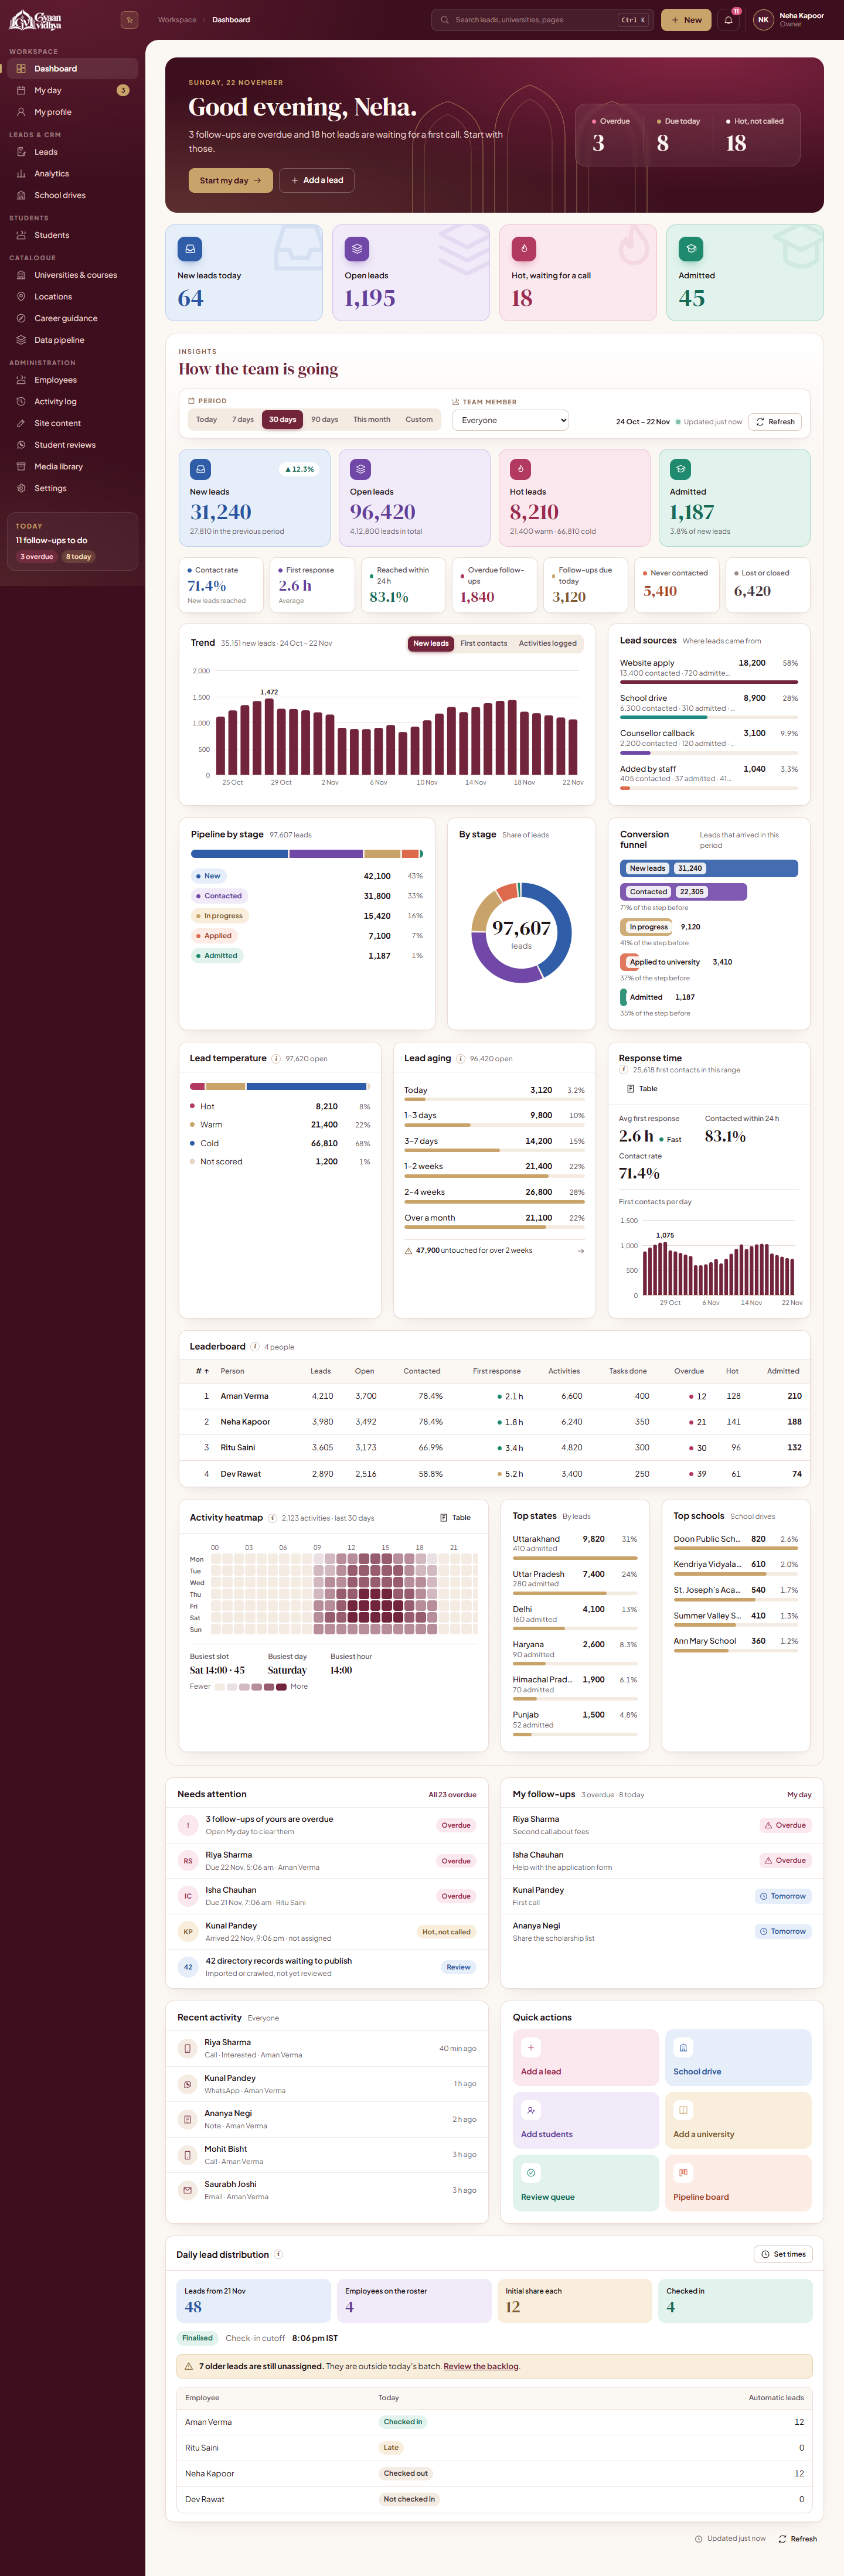 Gyaan vidhya
Workspace › Dashboard
Search leads, universities, pages
Ctrl K
+ New
11
NK
Neha Kapoor
Owner
WORKSPACE
Dashboard
My day 3
My profile
LEADS & CRM
Leads
Analytics
School drives
STUDENTS
Students
CATALOGUE
Universities & courses
Locations
Career guidance
Data pipeline
ADMINISTRATION
Employees
Activity log
Site content
Student reviews
Media library
Settings
TODAY
11 follow-ups to do
3 overdue 8 today
SUNDAY, 22 NOVEMBER
Good evening, Neha.
3 follow-ups are overdue and 18 hot leads are waiting for a first call. Start with
those.
Start my day →
+ Add a lead
Overdue
3
Due today
8
Hot, not called
18
New leads today
64
Open leads
1,195
Hot, waiting for a call
18
Admitted
45
INSIGHTS
How the team is going
PERIOD
Today 7 days 30 days 90 days This month Custom
TEAM MEMBER
Everyone
24 Oct – 22 Nov Updated just now Refresh
▲ 12.3%
New leads
31,240
27,810 in the previous period
Open leads
96,420
4,12,800 leads in total
Hot leads
8,210
21,400 warm · 66,810 cold
Admitted
1,187
3.8% of new leads
Contact rate
71.4%
New leads reached
First response
2.6 h
Average
Reached within 24 h
83.1%
Overdue follow-ups
1,840
Follow-ups due today
3,120
Never contacted
5,410
Lost or closed
6,420
Trend 35,151 new leads · 24 Oct – 22 Nov
New leads First contacts Activities logged
2,000
1,500
1,000
500
0
1,472
25 Oct 29 Oct 2 Nov 6 Nov 10 Nov 14 Nov 18 Nov 22 Nov
Lead sources Where leads came from
Website apply 18,200 58%
13,400 contacted · 720 admitte…
School drive 8,900 28%
6,300 contacted · 310 admitted · …
Counsellor callback 3,100 9.9%
2,200 contacted · 120 admitted · …
Added by staff 1,040 3.3%
405 contacted · 37 admitted · 41…
Pipeline by stage 97,607 leads
New 42,100 43%
Contacted 31,800 33%
In progress 15,420 16%
Applied 7,100 7%
Admitted 1,187 1%
By stage Share of leads
97,607
leads
Conversion funnel
Leads that arrived in this period
New leads 31,240
Contacted 22,305
71% of the step before
In progress 9,120
41% of the step before
Applied to university 3,410
37% of the step before
Admitted 1,187
35% of the step before
Lead temperature i 97,620 open
Hot 8,210 8%
Warm 21,400 22%
Cold 66,810 68%
Not scored 1,200 1%
Lead aging i 96,420 open
Today 3,120 3.2%
1–3 days 9,800 10%
3–7 days 14,200 15%
1–2 weeks 21,400 22%
2–4 weeks 26,800 28%
Over a month 21,100 22%
47,900 untouched for over 2 weeks →
Response time
i 25,618 first contacts in this range
Table
Avg first response
2.6 h Fast
Contacted within 24 h
83.1%
Contact rate
71.4%
First contacts per day
1,500
1,000
500
0
1,075
29 Oct 6 Nov 14 Nov 22 Nov
Leaderboard i 4 people
# ↑ Person Leads Open Contacted First response Activities Tasks done Overdue Hot Admitted
1 Aman Verma 4,210 3,700 78.4% 2.1 h 6,600 400 12 128 210
2 Neha Kapoor 3,980 3,492 78.4% 1.8 h 6,240 350 21 141 188
3 Ritu Saini 3,605 3,173 66.9% 3.4 h 4,820 300 30 96 132
4 Dev Rawat 2,890 2,516 58.8% 5.2 h 3,400 250 39 61 74
Activity heatmap i 2,123 activities · last 30 days Table
00 03 06 09 12 15 18 21
Mon
Tue
Wed
Thu
Fri
Sat
Sun
Busiest slot
Sat 14:00 · 45
Busiest day
Saturday
Busiest hour
14:00
Fewer More
Top states By leads
Uttarakhand 9,820 31%
410 admitted
Uttar Pradesh 7,400 24%
280 admitted
Delhi 4,100 13%
160 admitted
Haryana 2,600 8.3%
90 admitted
Himachal Prad… 1,900 6.1%
70 admitted
Punjab 1,500 4.8%
52 admitted
Top schools School drives
Doon Public Sch… 820 2.6%
Kendriya Vidyala… 610 2.0%
St. Joseph's Aca… 540 1.7%
Summer Valley S… 410 1.3%
Ann Mary School 360 1.2%
Needs attention All 23 overdue
!
3 follow-ups of yours are overdue
Open My day to clear them
Overdue
RS
Riya Sharma
Due 22 Nov, 5:06 am · Aman Verma
Overdue
IC
Isha Chauhan
Due 21 Nov, 7:06 am · Ritu Saini
Overdue
KP
Kunal Pandey
Arrived 22 Nov, 9:06 pm · not assigned
Hot, not called
42
42 directory records waiting to publish
Imported or crawled, not yet reviewed
Review
My follow-ups 3 overdue · 8 today My day
Riya Sharma
Second call about fees
Overdue
Isha Chauhan
Help with the application form
Overdue
Kunal Pandey
First call
Tomorrow
Ananya Negi
Share the scholarship list
Tomorrow
Recent activity Everyone
Riya Sharma
Call · Interested · Aman Verma
40 min ago
Kunal Pandey
WhatsApp · Aman Verma
1 h ago
Ananya Negi
Note · Aman Verma
2 h ago
Mohit Bisht
Call · Aman Verma
3 h ago
Saurabh Joshi
Email · Aman Verma
3 h ago
Quick actions
Add a lead
School drive
Add students
Add a university
Review queue
Pipeline board
Daily lead distribution i Set times
Leads from 21 Nov
48
Employees on the roster
4
Initial share each
12
Checked in
4
Finalised Check-in cutoff 8:06 pm IST
7 older leads are still unassigned. They are outside today's batch. Review the backlog.
Employee Today Automatic leads
Aman Verma Checked in 12
Ritu Saini Late 0
Neha Kapoor Checked out 12
Dev Rawat Not checked in 0
Updated just now Refresh